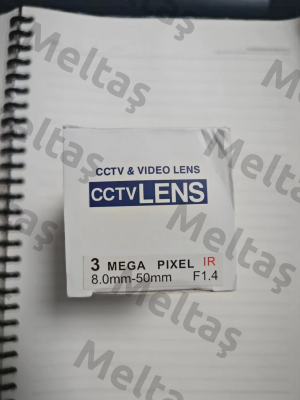 Meltaş
Meltaş
Meltaş
CCTV & VIDEO LENS
CCTV LENS
3 MEGA PIXEL IR
8.0mm-50mm F1.4
Meltaş
Meltaş
Meltaş